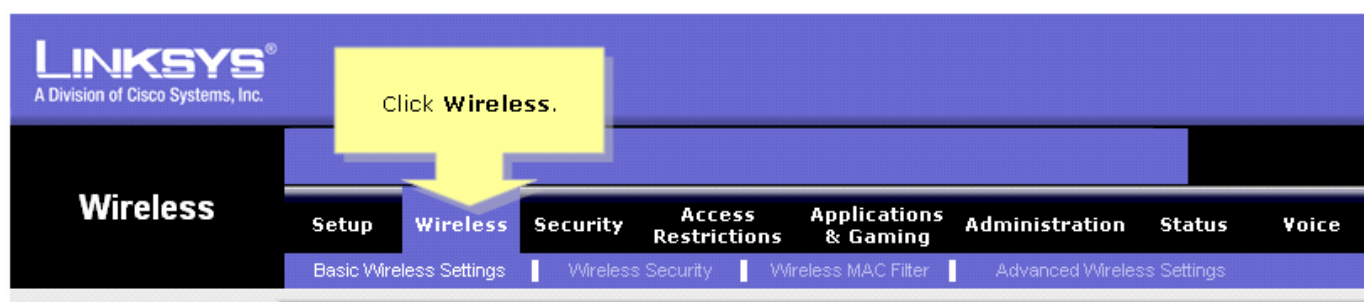 LINKSYS®
A Division of Cisco Systems, Inc.
Click Wireless.
Wireless
Setup Wireless Security Access Restrictions Applications & Gaming Administration Status Voice
Basic Wireless Settings Wireless Security Wireless MAC Filter Advanced Wireless Settings